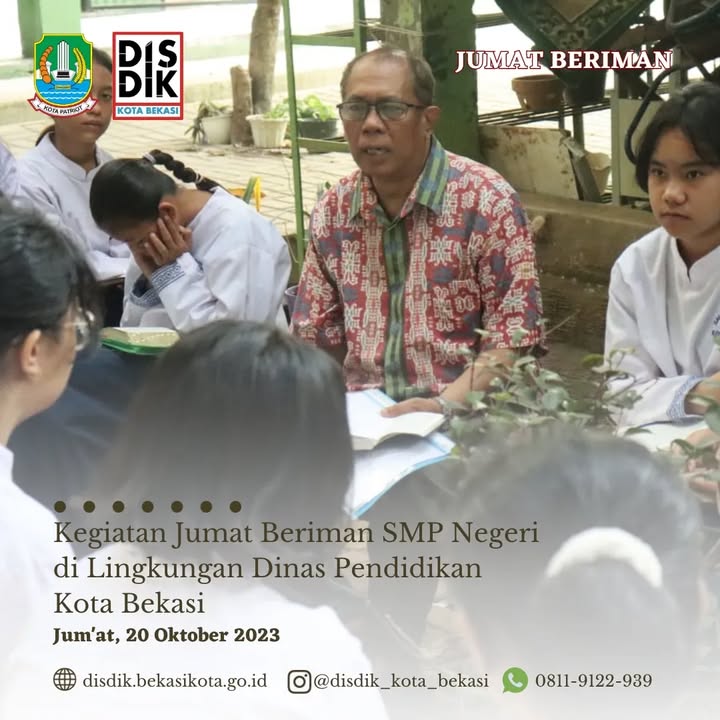 KOTA PATRIOT
DIS
DIK
KOTA BEKASI
JUMAT BERIMAN
Kegiatan Jumat Beriman SMP Negeri
di Lingkungan Dinas Pendidikan
Kota Bekasi
Jum'at, 20 Oktober 2023
disdik.bekasikota.go.id
@disdik_kota_bekasi
0811-9122-939